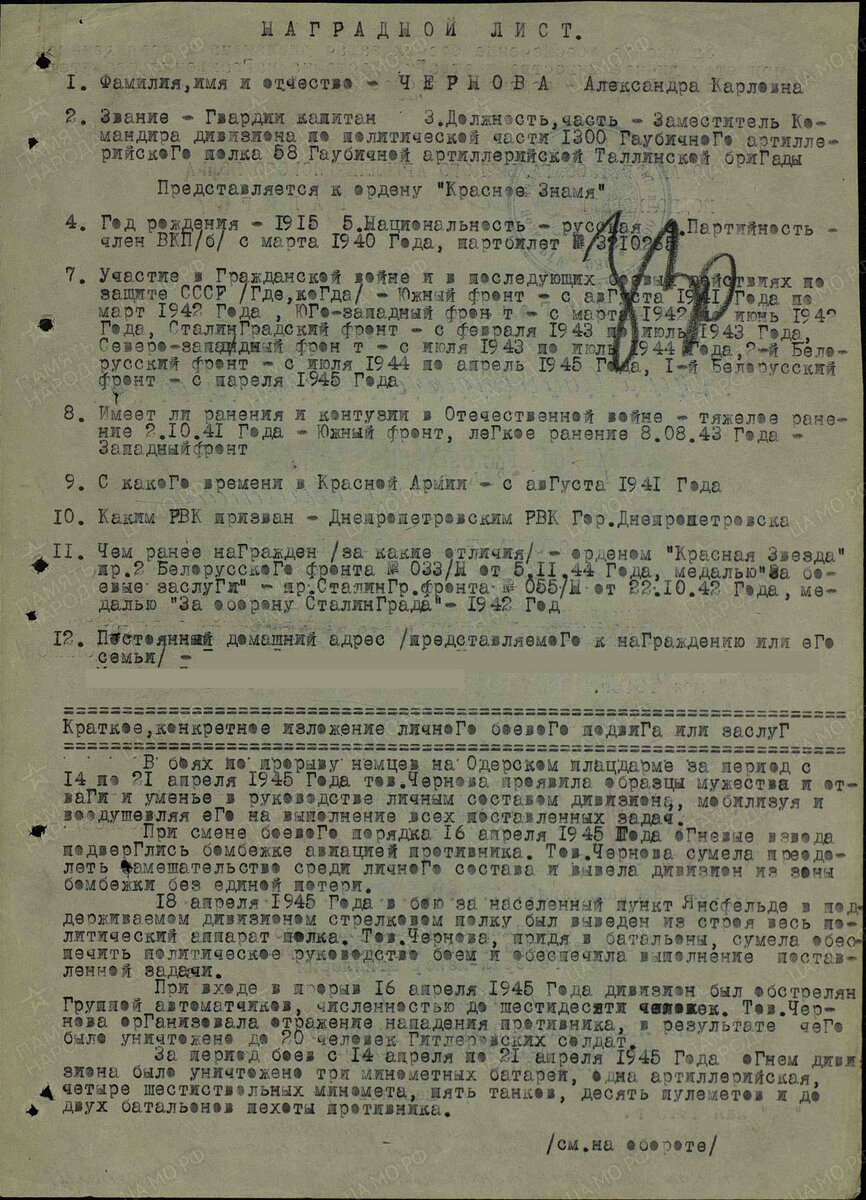 НАГРАДНОЙ ЛИСТ.
1. Фамилия,имя и отчество - ЧЕРНОВА Александра Карловна
2. Звание - Гвардии капитан 3.Должность,часть - Заместитель Ко-
мандира дивизиона по политической части 1300 Гаубичного артилле-
рийского полка 58 Гаубичной артиллерийской Таллинской бригады
Представляется к ордену "Красное Знамя"
4. Год рождения - 1915 5.Национальность - русская .Партийность -
член ВКП/б/ с марта 1940 Года, партбилет №
7. Участие в Гражданской войне и в последующих боевых действиях по
защите СССР /Где,когда/ - Южный фронт - с августа 1941 Года по
март 1942 Года , Юго-западный фрон т - с марта 1942 июнь 1942
Года, Сталинградский фронт - с февраля 1943 по июль 1943 Года,
Северо-западный фрон т - с июля 1943 по июль 1944 Года,2-й Бело-
русский фронт - с июля 1944 по апрель 1945 Года, 1-й Белорусский
фронт - с пареля 1945 Года
8. Имеет ли ранения и контузии в Отечественной войне - тяжелое ране-
ние 2.10.41 Года - Южный фронт, легкое ранение 8.08.43 Года -
Западныйфронт
9. С какого времени в Красной Армии - с августа 1941 Года
10. Каким РВК призван - Днепропетровским РВК Гор.Днепропетровска
11. Чем ранее награжден /за какие отличия/ - орденом "Красная Звезда"
пр.2 Белорусского фронта № 033/Н от 5.11.44 Года, медалью"За бо-
евые заслуги" - пр.СталинГр.фронта № 055/Н от 22.10.42 Года, ме-
далью "За оборону Сталинграда"- 1942 Год
12. Постоянный домашний адрес /представляемого к награждению или его
семьи/ -
Краткое,конкретное изложение личного боевого подвига или заслуг
В боях по прорыву немцев на Одерском плацдарме за период с
14 по 21 апреля 1945 Года тов.Чернова проявила образцы мужества и от-
ваги и уменье в руководстве личным составом дивизиона, мобилизуя и
воодушевляя его на выполнение всех поставленных задач.
При смене боевого порядка 16 апреля 1945 Года огневые взвода
подверглись бомбежке авиацией противника. Тов.Чернова сумела преодо-
леть замешательство среди личного состава и вывела дивизион из зоны
бомбежки без единой потери.
18 апреля 1945 Года в бою за населенный пункт Янсфельде в под-
держиваемом дивизионом стрелковом полку был выведен из строя весь по-
литический аппарат полка. Тов.Чернова, придя в батальоны, сумела обес-
печить политическое руководство боем и обеспечила выполнение постав-
ленной задачи.
При входе в прорыв 16 апреля 1945 Года дивизион был обстрелян
Группой автоматчиков, численностью до шестидесяти человек. Тов.Чер-
нова организовала отражение нападения противника, в результате чего
было уничтожено до 20 человек Гитлеровских солдат.
За период боев с 14 апреля по 21 апреля 1945 Года огнем диви-
зиона было уничтожено три минометных батареи, одна артиллерийская,
четыре шестиствольных миномета, пять танков, десять пулеметов и до
двух батальонов пехоты противника.
/см.на обороте/